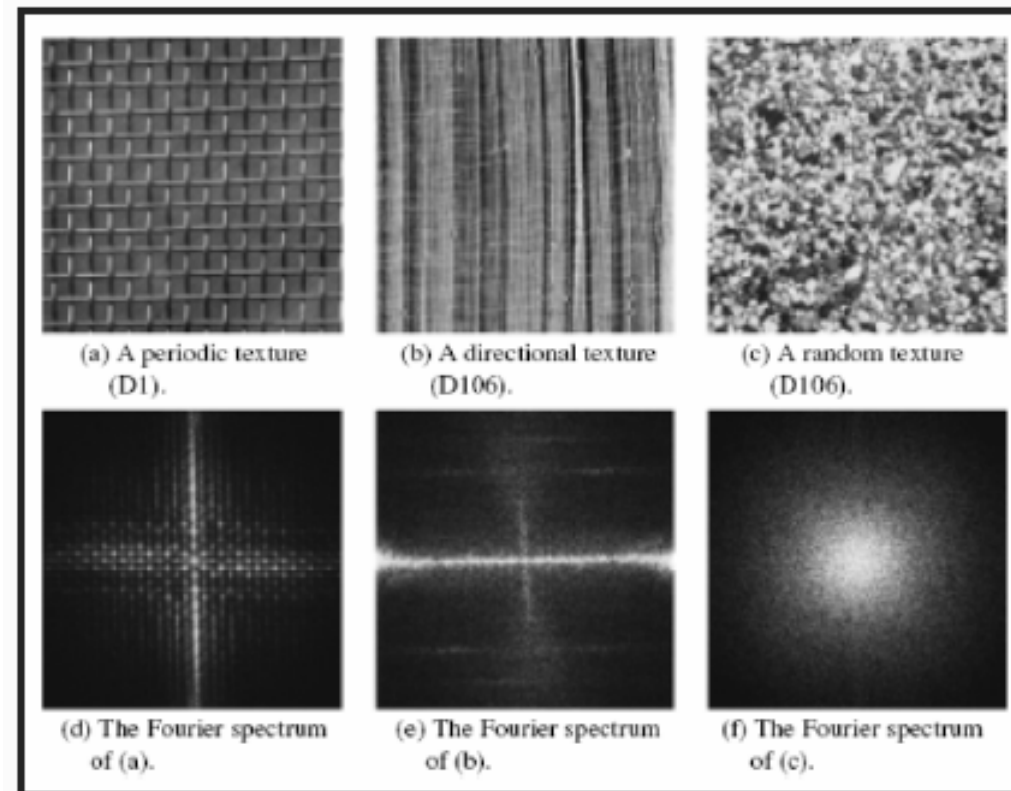 (a) A periodic texture
(D1).
(b) A directional texture
(D106).
(c) A random texture
(D106).
(d) The Fourier spectrum
of (a).
(e) The Fourier spectrum
of (b).
(f) The Fourier spectrum
of (c).